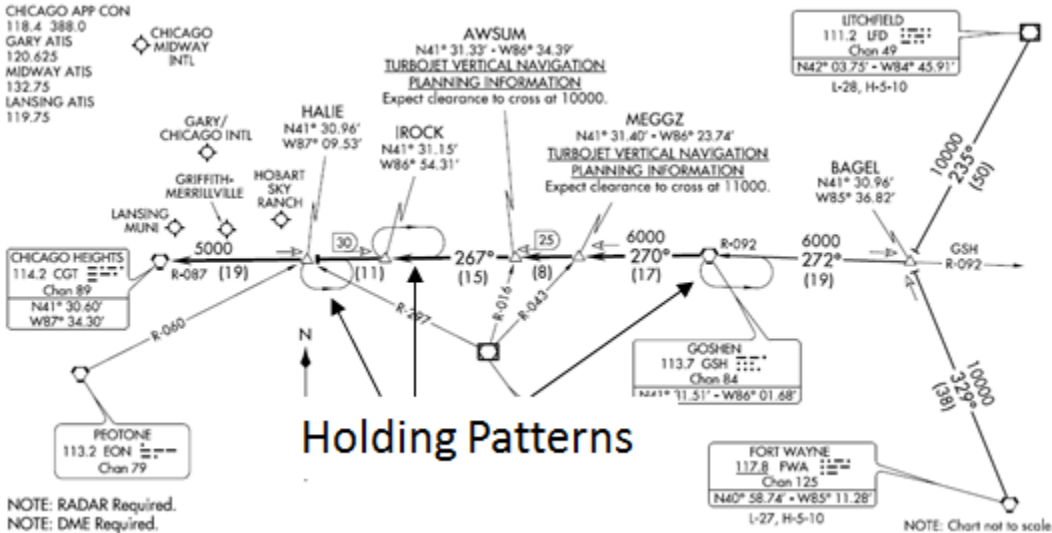 CHICAGO APP CON
118.4 388.0
GARY ATIS
120.625
MIDWAY ATIS
132.75
LANSING ATIS
119.75
CHICAGO
MIDWAY
INTL
GARY/
CHICAGO INTL
GRIFFITH-
MERRILLVILLE
HOBART
SKY
RANCH
LANSING
MUNI
HALIE
N41° 30.96'
W87° 09.53'
IROCK
N41° 31.15'
W86° 54.31'
AWSUM
N41° 31.33' - W86° 34.39'
TURBOJET VERTICAL NAVIGATION
PLANNING INFORMATION
Expect clearance to cross at 10000.
MEGGZ
N41° 31.40' - W86° 23.74'
TURBOJET VERTICAL NAVIGATION
PLANNING INFORMATION
Expect clearance to cross at 11000.
LITCHFIELD
111.2 LFD
Chan 49
N42° 03.75' - W84° 45.91'
L-28, H-5-10
10000
235°
(50)
BAGEL
N41° 30.96'
W85° 36.82'
CHICAGO HEIGHTS
114.2 CGT
Chan 89
N41° 30.60'
W87° 34.30'
5000
R-087
(19)
30
(11)
267°
(15)
25
(8)
6000
270°
(17)
R-092
6000
272°
(19)
GSH
R-092
R-060
R-297
R-016
R-043
N
GOSHEN
113.7 GSH
Chan 84
N41° 31.51' - W86° 01.68'
10000
329°
(38)
PEOTONE
113.2 EON
Chan 79
Holding Patterns
FORT WAYNE
117.8 FWA
Chan 125
N40° 58.74' - W85° 11.28'
L-27, H-5-10
NOTE: RADAR Required.
NOTE: DME Required.
NOTE: Chart not to scale